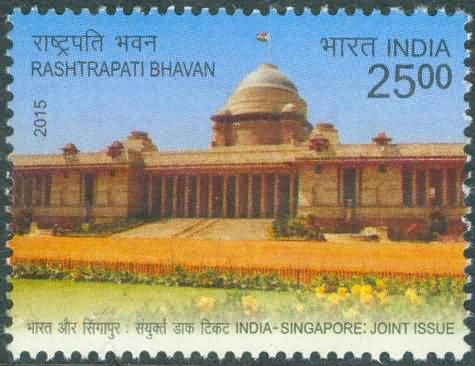 राष्ट्रपति भवन
RASHTRAPATI BHAVAN
भारत INDIA
2500
2015
भारत और सिंगापुर : संयुक्त डाक टिकट INDIA-SINGAPORE: JOINT ISSUE